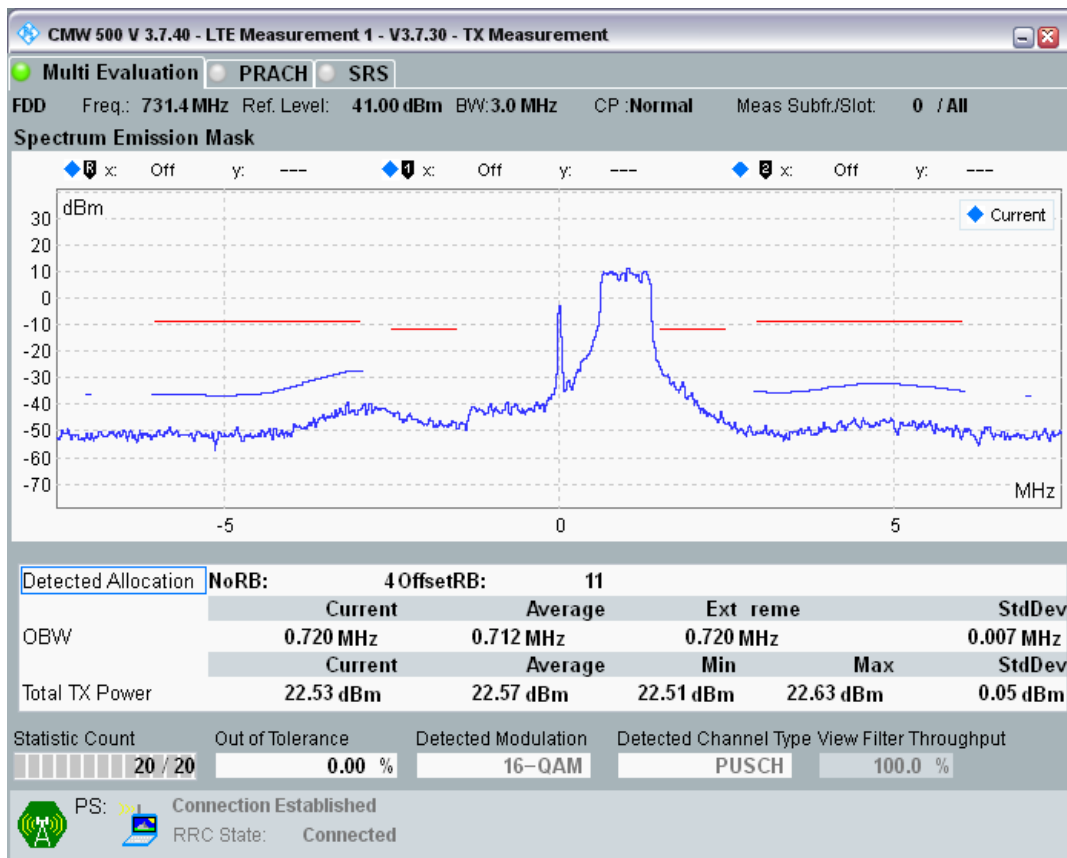 CMW 500 V 3.7.40 - LTE Measurement 1 - V3.7.30 - TX Measurement
Multi Evaluation PRACH SRS
FDD Freq.: 731.4 MHz Ref. Level: 41.00 dBm BW: 3.0 MHz CP :Normal Meas Subfr./Slot: 0 / All
Spectrum Emission Mask
R x: Off y: --- 1 x: Off y: --- 2 x: Off y: ---
dBm
Current
30
20
10
0
-10
-20
-30
-40
-50
-60
-70
MHz
-5 0 5
Detected Allocation NoRB: 4 OffsetRB: 11
Current Average Ext reme StdDev
OBW 0.720 MHz 0.712 MHz 0.720 MHz 0.007 MHz
Current Average Min Max StdDev
Total TX Power 22.53 dBm 22.57 dBm 22.51 dBm 22.63 dBm 0.05 dBm
Statistic Count Out of Tolerance Detected Modulation Detected Channel Type View Filter Throughput
20 / 20 0.00 % 16-QAM PUSCH 100.0 %
PS: Connection Established
RRC State: Connected